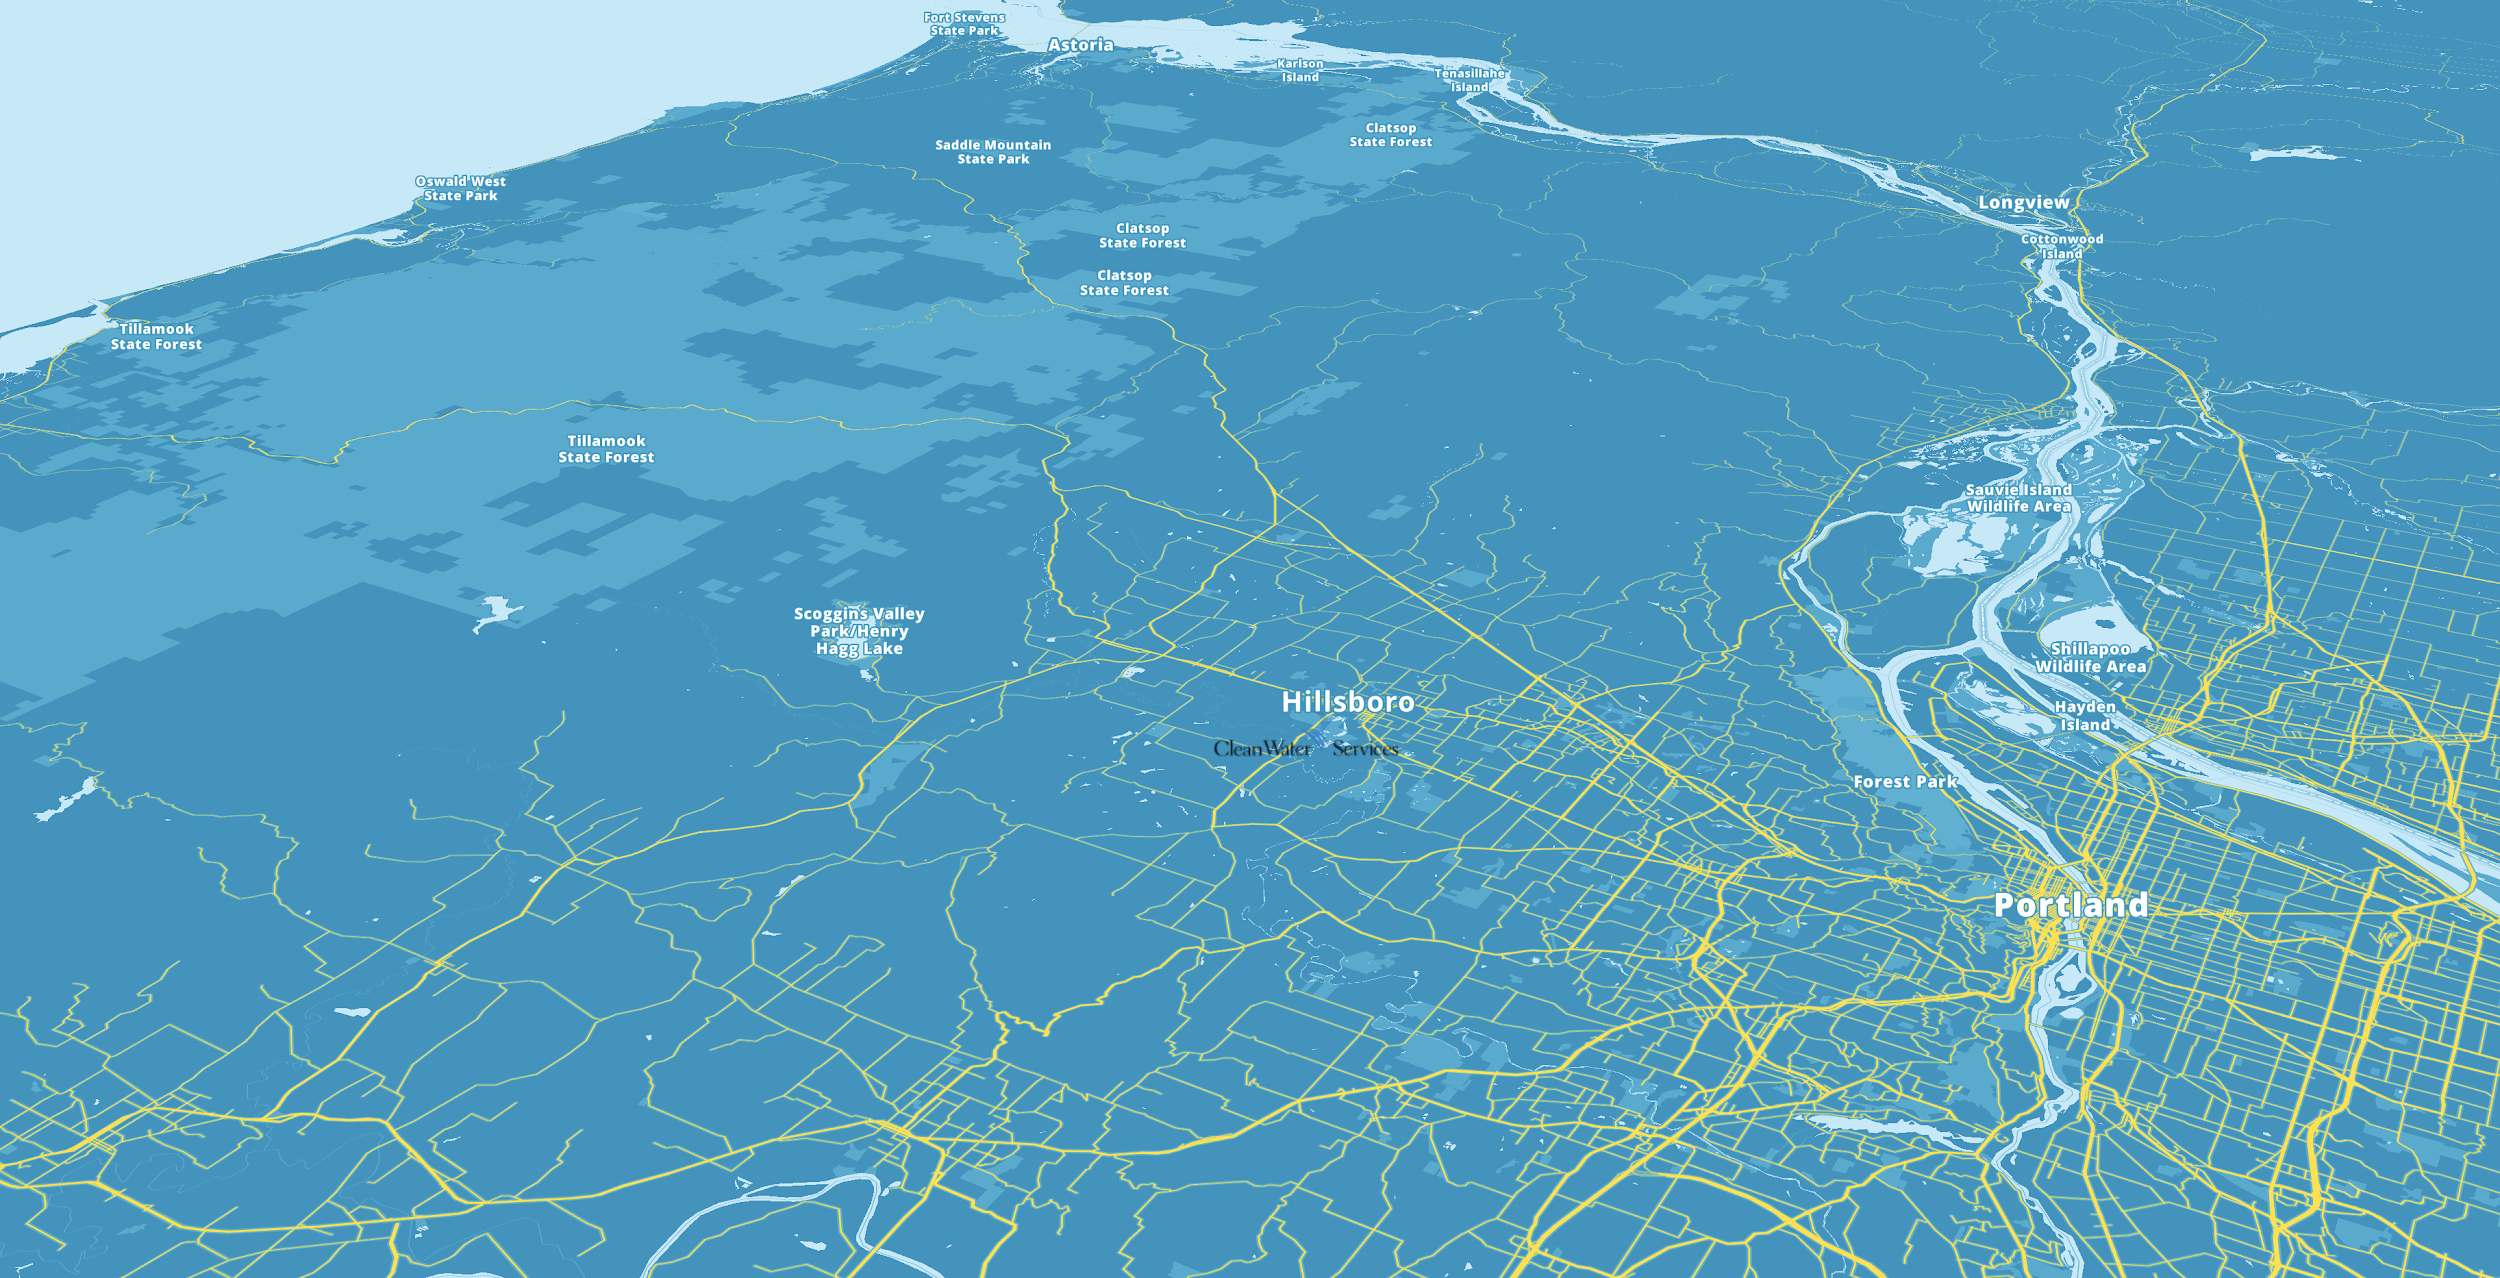 Fort Stevens
State Park
Astoria
Karlson
Island
Tenasillahe
Island
Clatsop
State Forest
Saddle Mountain
State Park
Oswald West
State Park
Longview
Clatsop
State Forest
Cottonwood
Island
Clatsop
State Forest
Tillamook
State Forest
Tillamook
State Forest
Sauvie Island
Wildlife Area
Scoggins Valley
Park/Henry
Hagg Lake
Shillapoo
Wildlife Area
Hillsboro
Hayden
Island
CleanWater Services
Forest Park
Portland